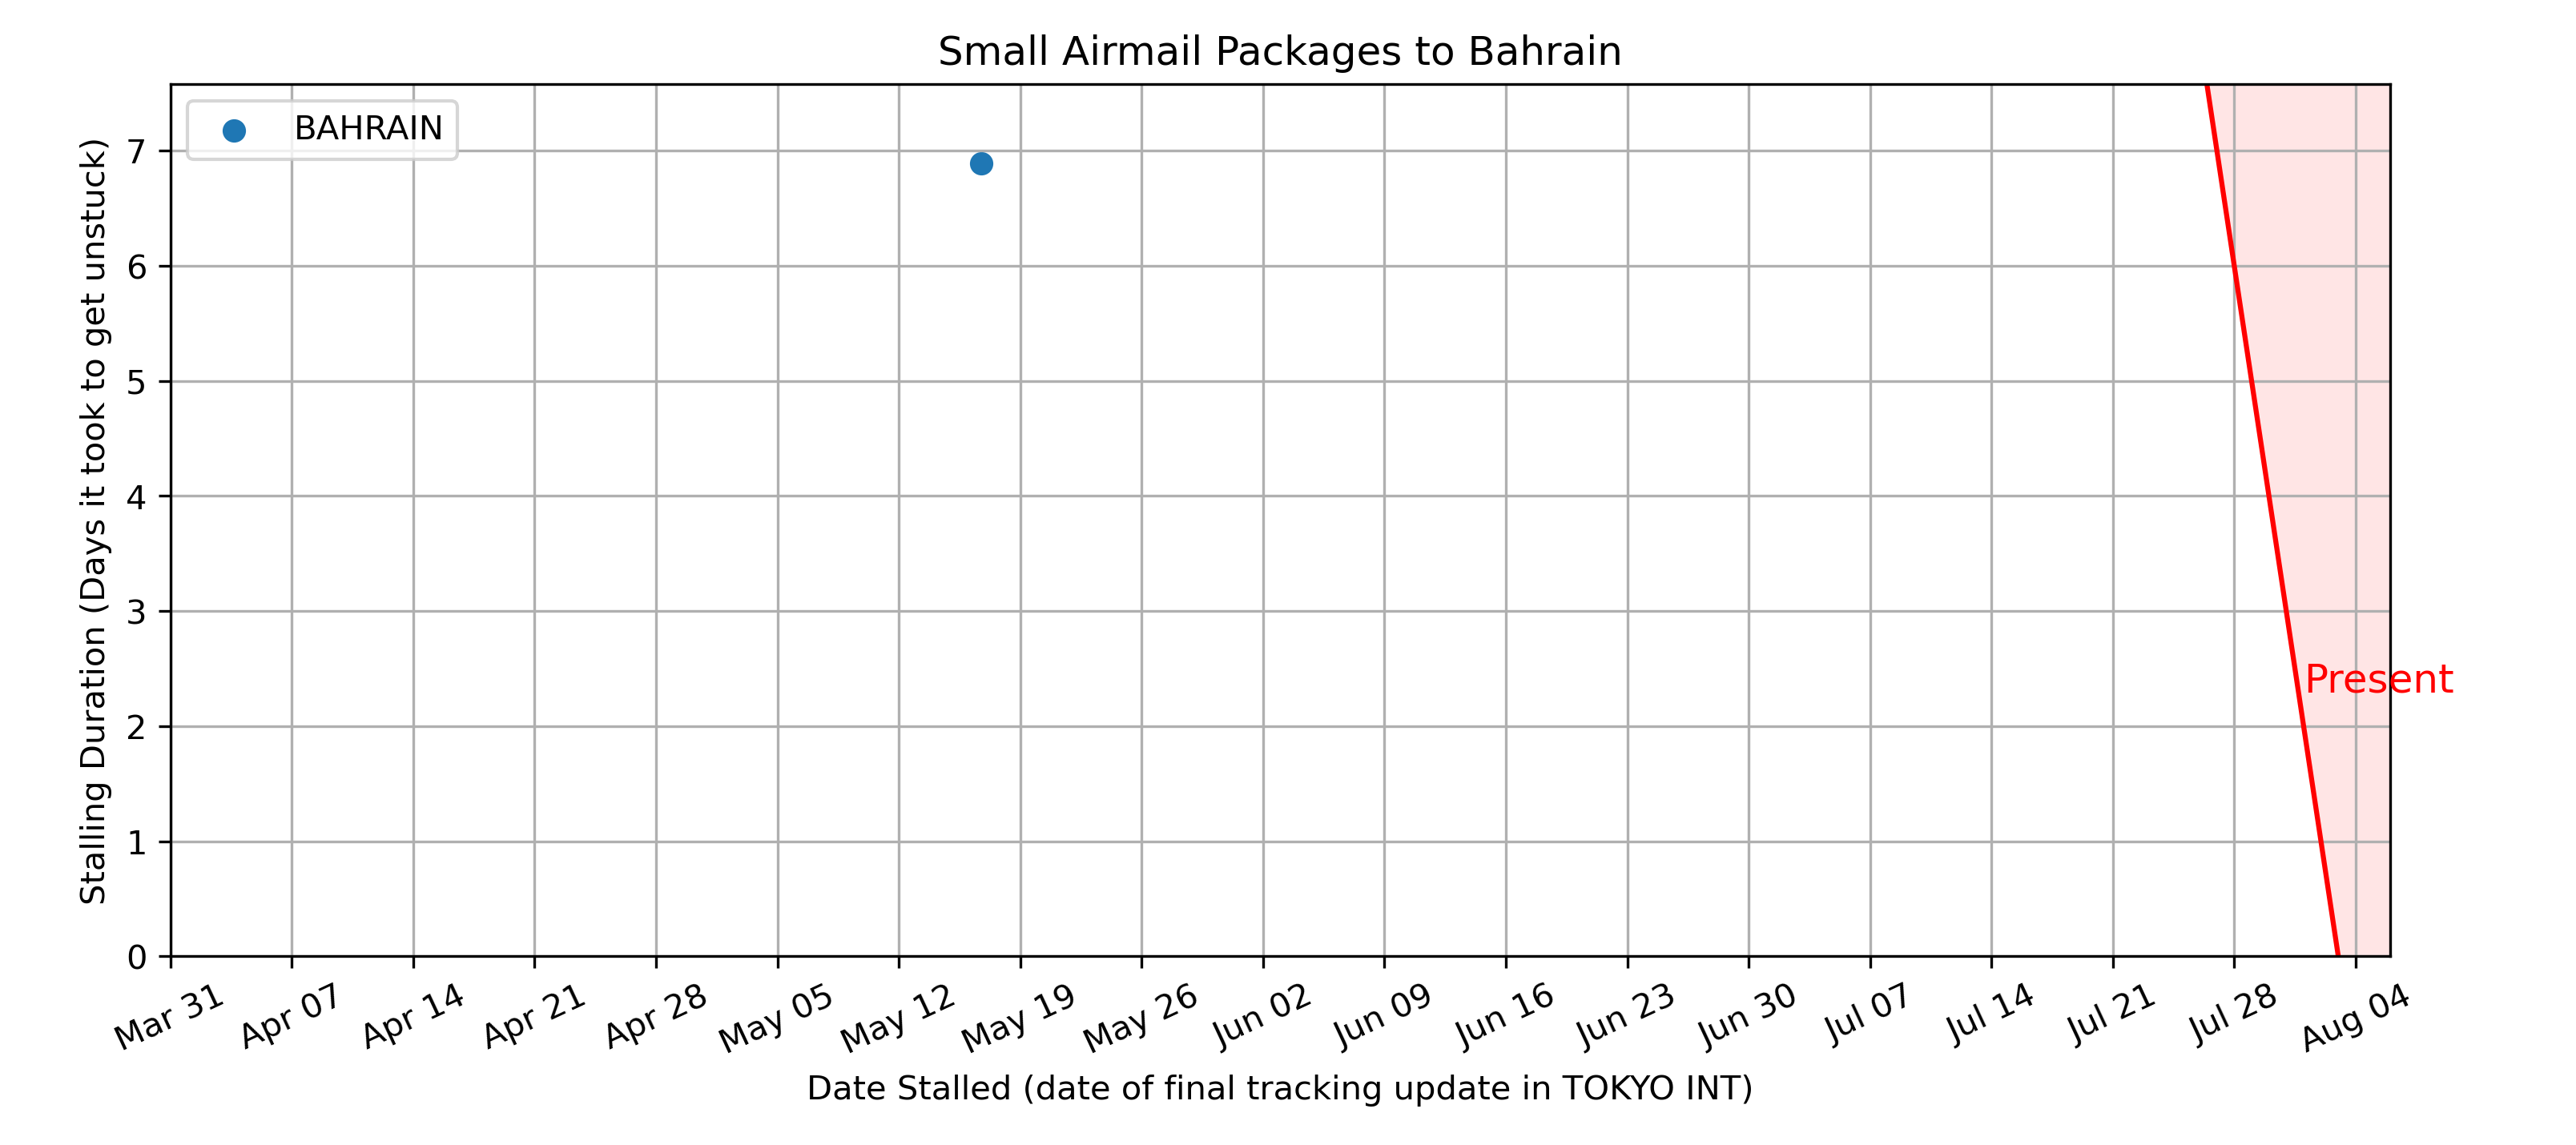 Small Airmail Packages to Bahrain
BAHRAIN
Stalling Duration (Days it took to get unstuck)
7
6
5
4
3
2
1
0
Present
Mar 31
Apr 07
Apr 14
Apr 21
Apr 28
May 05
May 12
May 19
May 26
Jun 02
Jun 09
Jun 16
Jun 23
Jun 30
Jul 07
Jul 14
Jul 21
Jul 28
Aug 04
Date Stalled (date of final tracking update in TOKYO INT)